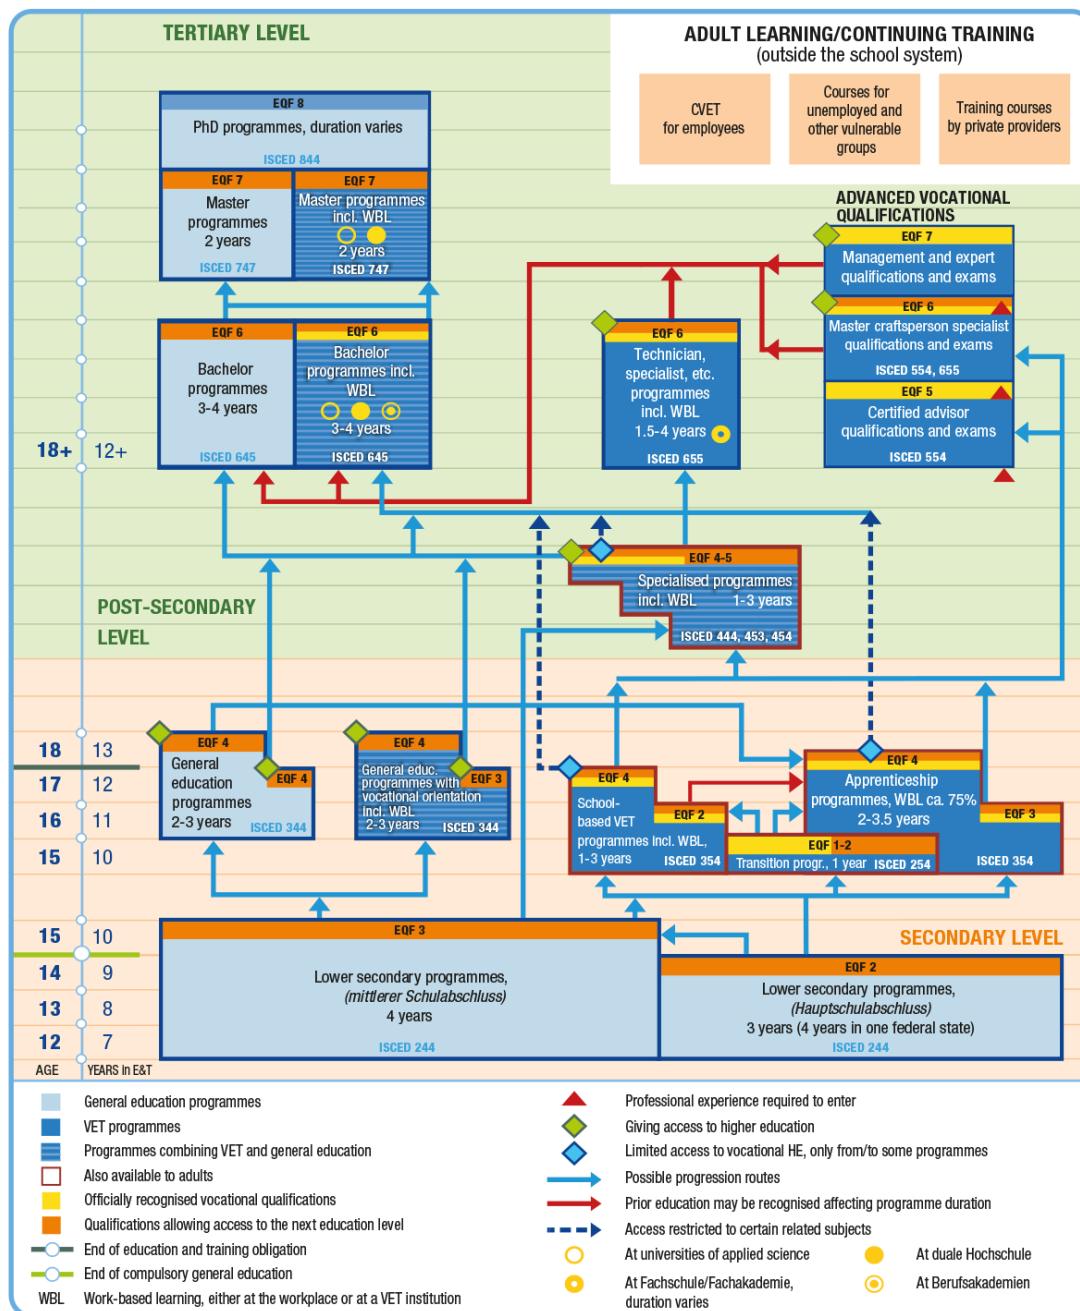 TERTIARY LEVEL
ADULT LEARNING/CONTINUING TRAINING
(outside the school system)
CVET
for employees
Courses for
unemployed and
other vulnerable
groups
Training courses
by private providers
EQF 8
PhD programmes, duration varies
ISCED 844
EQF 7
Master
programmes
2 years
ISCED 747
EQF 7
Master programmes
incl. WBL
2 years
ISCED 747
ADVANCED VOCATIONAL
QUALIFICATIONS
EQF 7
Management and expert
qualifications and exams
EQF 6
Master craftsperson specialist
qualifications and exams
ISCED 554, 655
EQF 5
Certified advisor
qualifications and exams
ISCED 554
EQF 6
Bachelor
programmes
3-4 years
ISCED 645
EQF 6
Bachelor
programmes incl.
WBL
3-4 years
ISCED 645
EQF 6
Technician,
specialist, etc.
programmes
incl. WBL
1.5-4 years
ISCED 655
18+ 12+
EQF 4-5
Specialised programmes
incl. WBL 1-3 years
ISCED 444, 453, 454
POST-SECONDARY
LEVEL
18 13
17 12
16 11
15 10
EQF 4
General
education
programmes
2-3 years
EQF 4
ISCED 344
EQF 4
General educ.
programmes with
vocational orientation
incl. WBL
2-3 years
EQF 3
ISCED 344
EQF 4
School-
based VET
programmes incl. WBL,
1-3 years
EQF 2
ISCED 354
EQF 1-2
Transition progr., 1 year ISCED 254
EQF 4
Apprenticeship
programmes, WBL ca. 75%
2-3.5 years
EQF 3
ISCED 354
15 10
14 9
13 8
12 7
AGE YEARS in E&T
SECONDARY LEVEL
EQF 3
Lower secondary programmes,
(mittlerer Schulabschluss)
4 years
ISCED 244
EQF 2
Lower secondary programmes,
(Hauptschulabschluss)
3 years (4 years in one federal state)
ISCED 244
General education programmes
VET programmes
Programmes combining VET and general education
Also available to adults
Officially recognised vocational qualifications
Qualifications allowing access to the next education level
End of education and training obligation
End of compulsory general education
WBL Work-based learning, either at the workplace or at a VET institution
Professional experience required to enter
Giving access to higher education
Limited access to vocational HE, only from/to some programmes
Possible progression routes
Prior education may be recognised affecting programme duration
Access restricted to certain related subjects
At universities of applied science
At duale Hochschule
At Fachschule/Fachakademie,
duration varies
At Berufsakademien